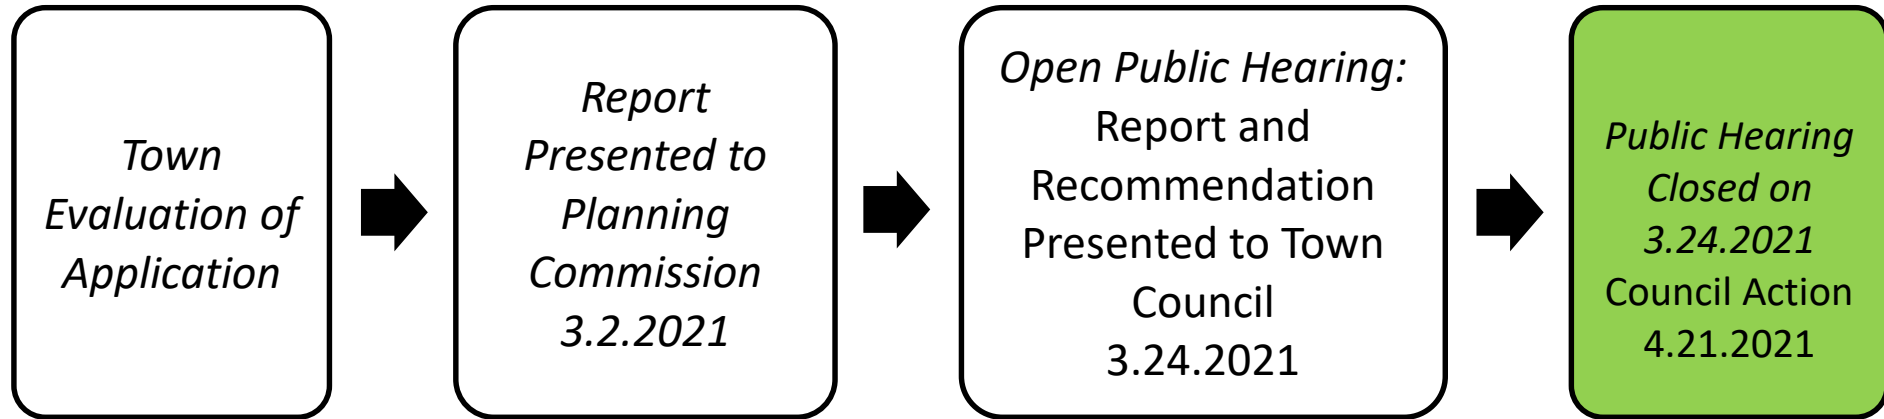 Town
Evaluation of
Application
Report
Presented to
Planning
Commission
3.2.2021
Open Public Hearing:
Report and
Recommendation
Presented to Town
Council
3.24.2021
Public Hearing
Closed on
3.24.2021
Council Action
4.21.2021